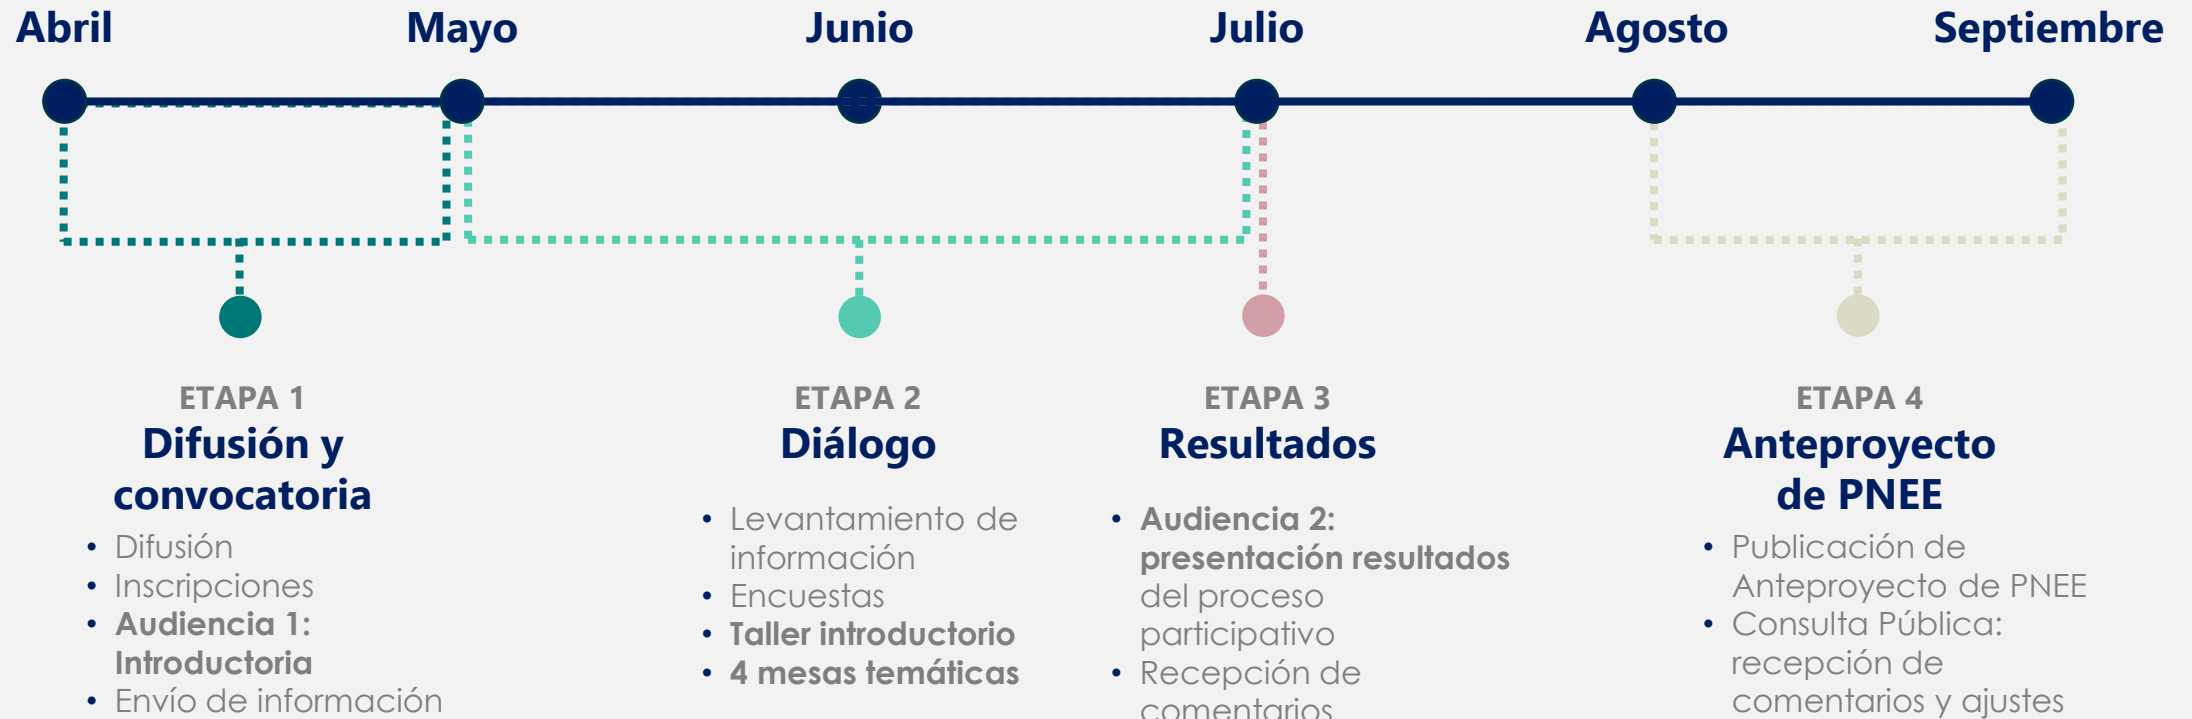 Abril
Mayo
Junio
Julio
Agosto
Septiembre
ETAPA 1
Difusión y
convocatoria
• Difusión
• Inscripciones
• Audiencia 1:
Introductoria
• Envío de información
ETAPA 2
Diálogo
• Levantamiento de
información
• Encuestas
• Taller introductorio
• 4 mesas temáticas
ETAPA 3
Resultados
• Audiencia 2:
presentación resultados
del proceso
participativo
• Recepción de
comentarios
ETAPA 4
Anteproyecto
de PNEE
• Publicación de
Anteproyecto de PNEE
• Consulta Pública:
recepción de
comentarios y ajustes